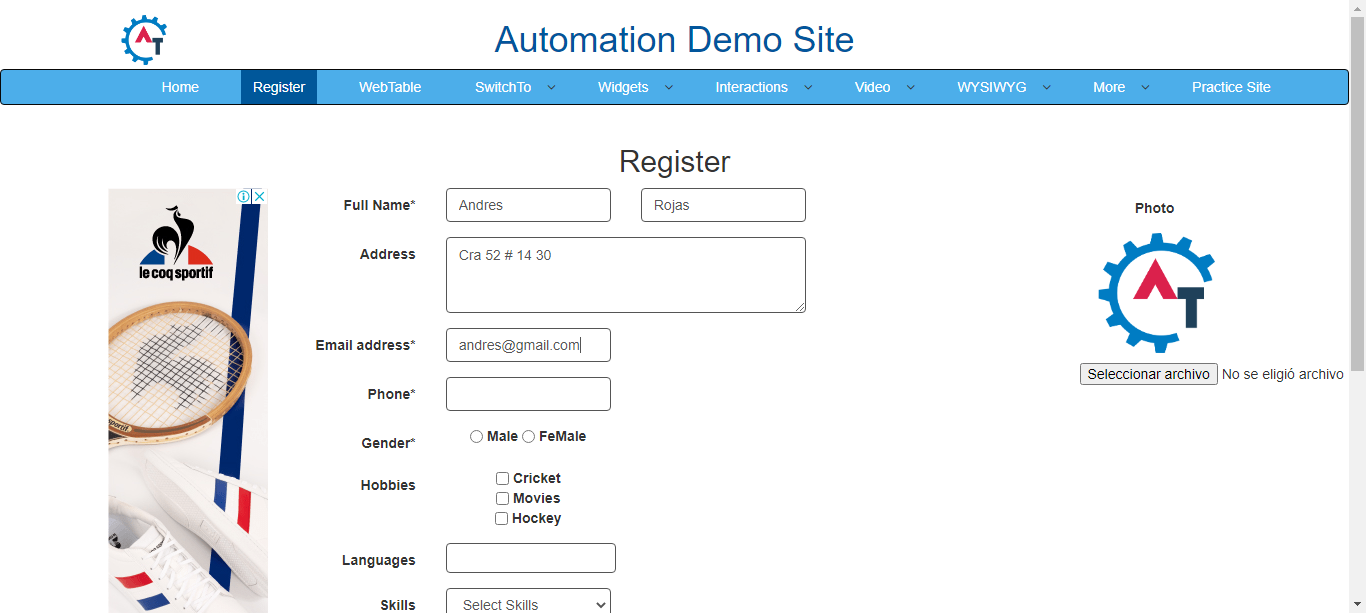 AT
Automation Demo Site
Home Register WebTable SwitchTo Widgets Interactions Video WYSIWYG More Practice Site
Register
le coq sportif
Full Name* Andres Rojas
Photo
Address Cra 52 # 14 30
AT
Email address* andres@gmail.com
Seleccionar archivo No se eligió archivo
Phone*
Gender* Male FeMale
Hobbies Cricket
Movies
Hockey
Languages
Skills Select Skills